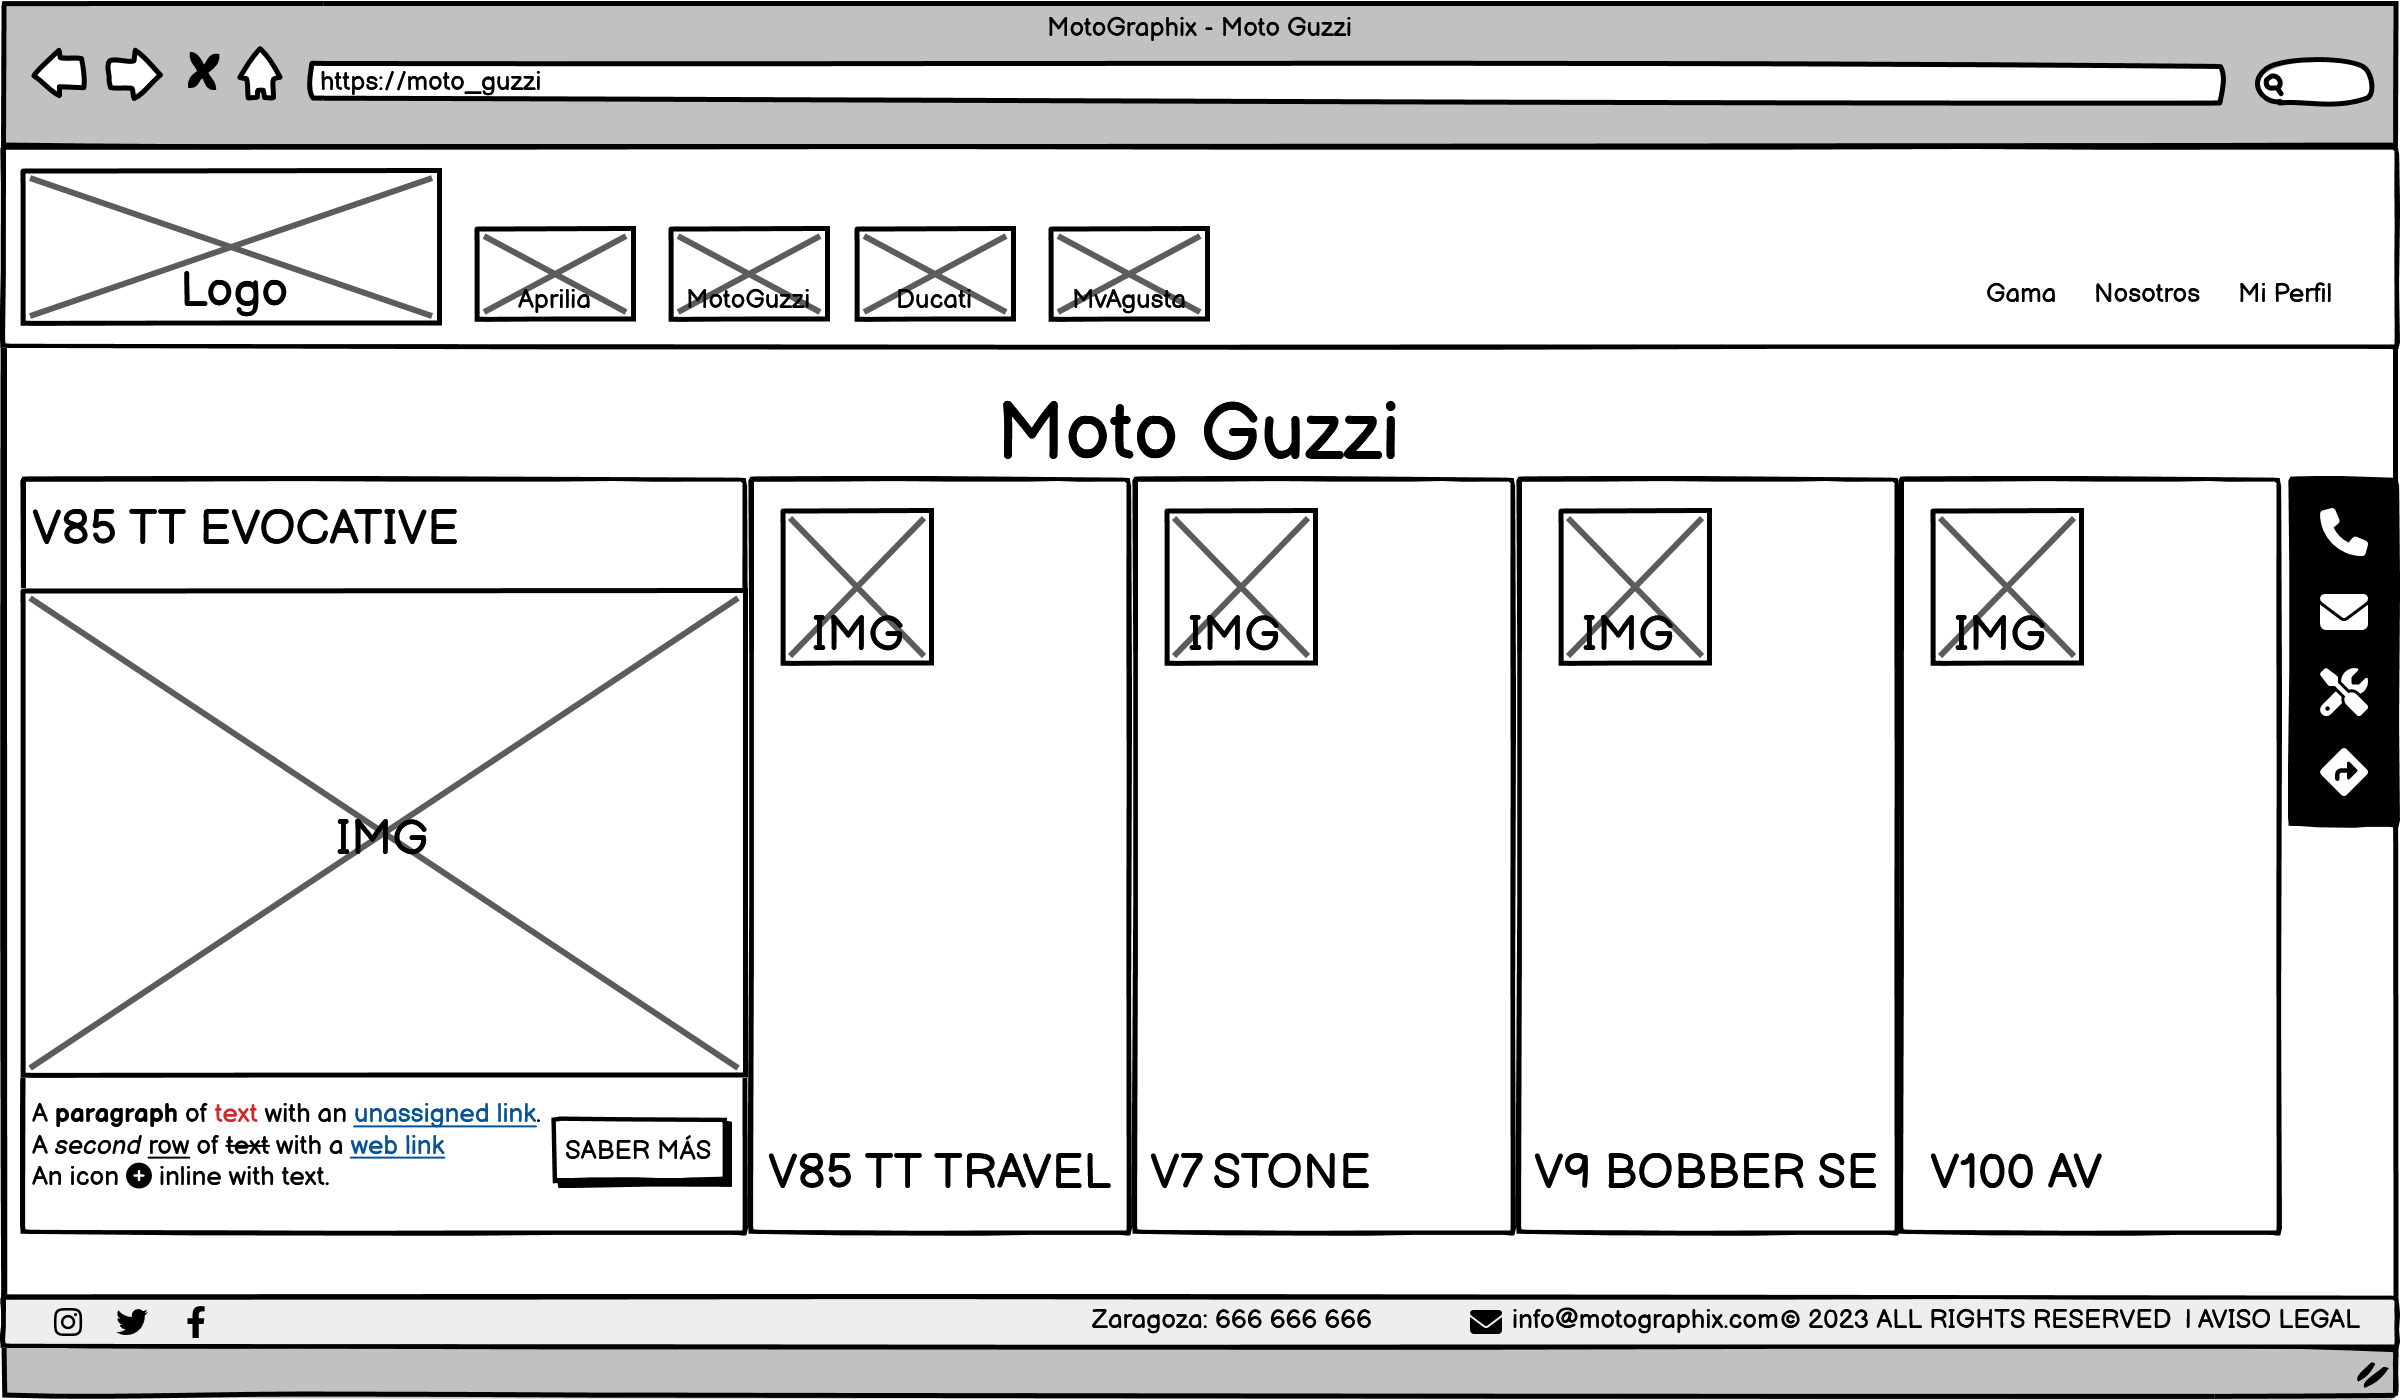 MotoGraphix - Moto Guzzi
https://moto_guzzi
Logo
Aprilia
MotoGuzzi
Ducati
MvAgusta
Gama
Nosotros
Mi Perfil
Moto Guzzi
V85 TT EVOCATIVE
IMG
A paragraph of text with an unassigned link.
A second row of text with a web link
An icon inline with text.
SABER MÁS
IMG
V85 TT TRAVEL
IMG
V7 STONE
IMG
V9 BOBBER SE
IMG
V100 AV
Zaragoza: 666 666 666
info@motographix.com
© 2023 ALL RIGHTS RESERVED | AVISO LEGAL